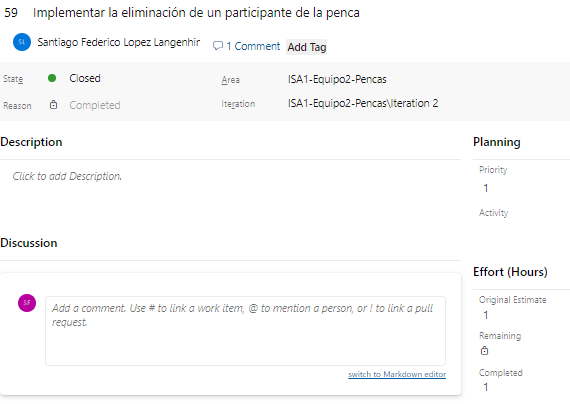 59 Implementar la eliminación de un participante de la penca
SL Santiago Federico Lopez Langenhir 1 Comment Add Tag
State Closed Area ISA1-Equipo2-Pencas
Reason Completed Iteration ISA1-Equipo2-Pencas\Iteration 2
Description
Click to add Description.
Discussion
SF Add a comment. Use # to link a work item, @ to mention a person, or ! to link a pull
request.
switch to Markdown editor
Planning
Priority
1
Activity
Effort (Hours)
Original Estimate
1
Remaining
Completed
1